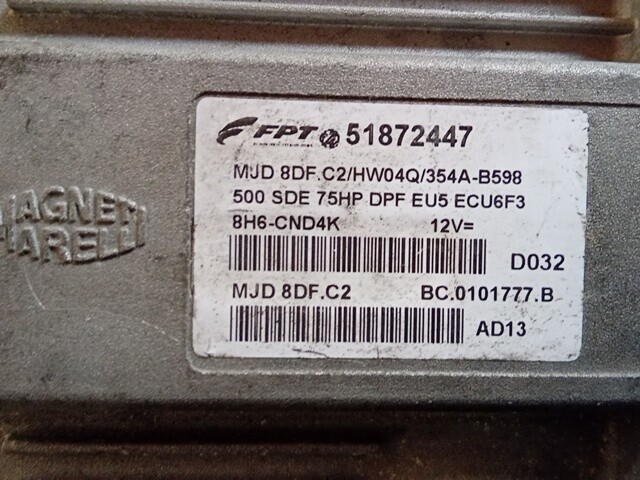 MAGNETI
MARELLI
FPT 51872447
MJD 8DF.C2/HW04Q/354A-B598
500 SDE 75HP DPF EU5 ECU6F3
8H6-CND4K 12V=
D032
MJD 8DF.C2 BC.0101777.B
AD13